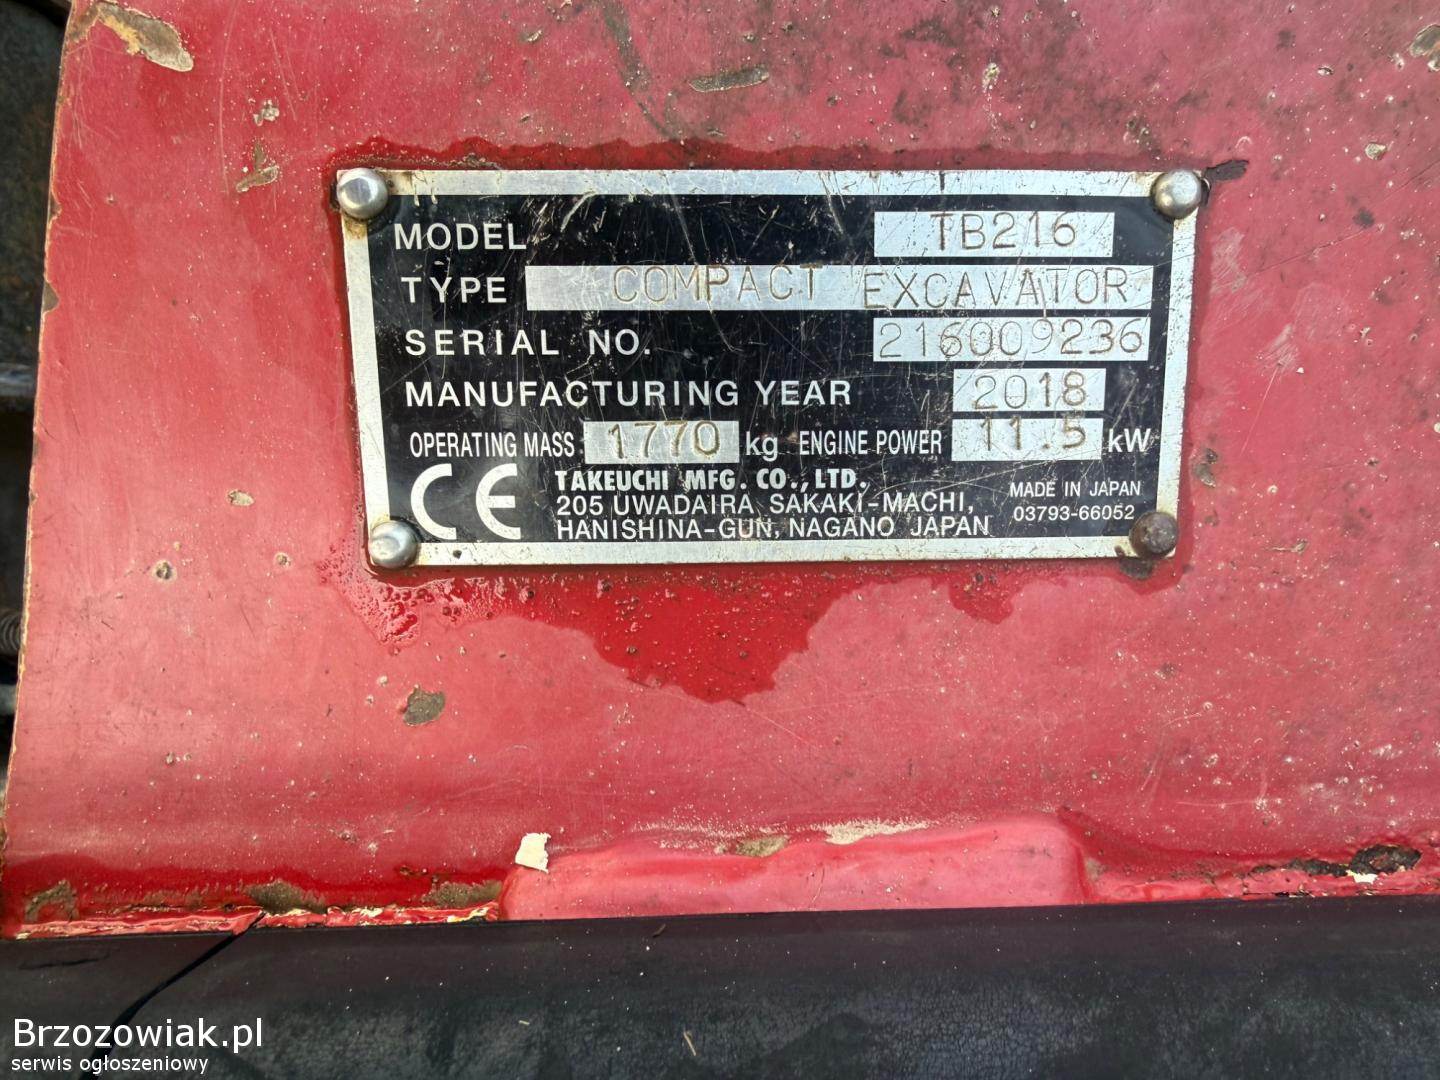 MODEL TB216
TYPE COMPACT EXCAVATOR
SERIAL NO. 216009236
MANUFACTURING YEAR 2018
OPERATING MASS 1770 kg ENGINE POWER 11.5 kW
CE TAKEUCHI MFG. CO., LTD.
205 UWADAIRA SAKAKI-MACHI,
HANISHINA-GUN, NAGANO JAPAN
MADE IN JAPAN
03793-66052
Brzozowiak.pl
serwis ogłoszeniowy